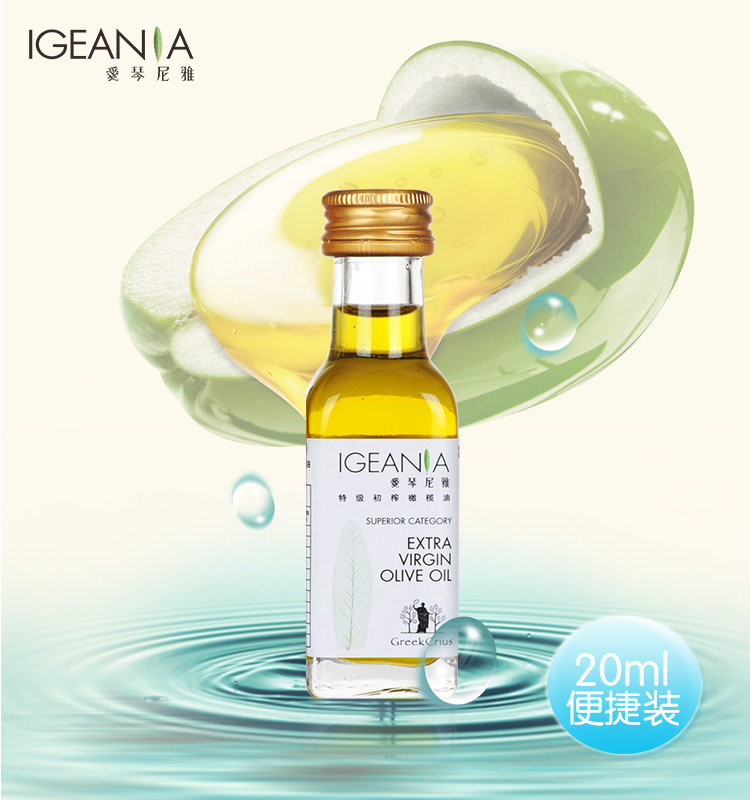 IGEANIA
愛琴尼雅
IGEANIA
愛琴尼雅
特级初榨橄榄油
SUPERIOR CATEGORY
EXTRA
VIRGIN
OLIVE OIL
GreekCrius
20ml
便捷装